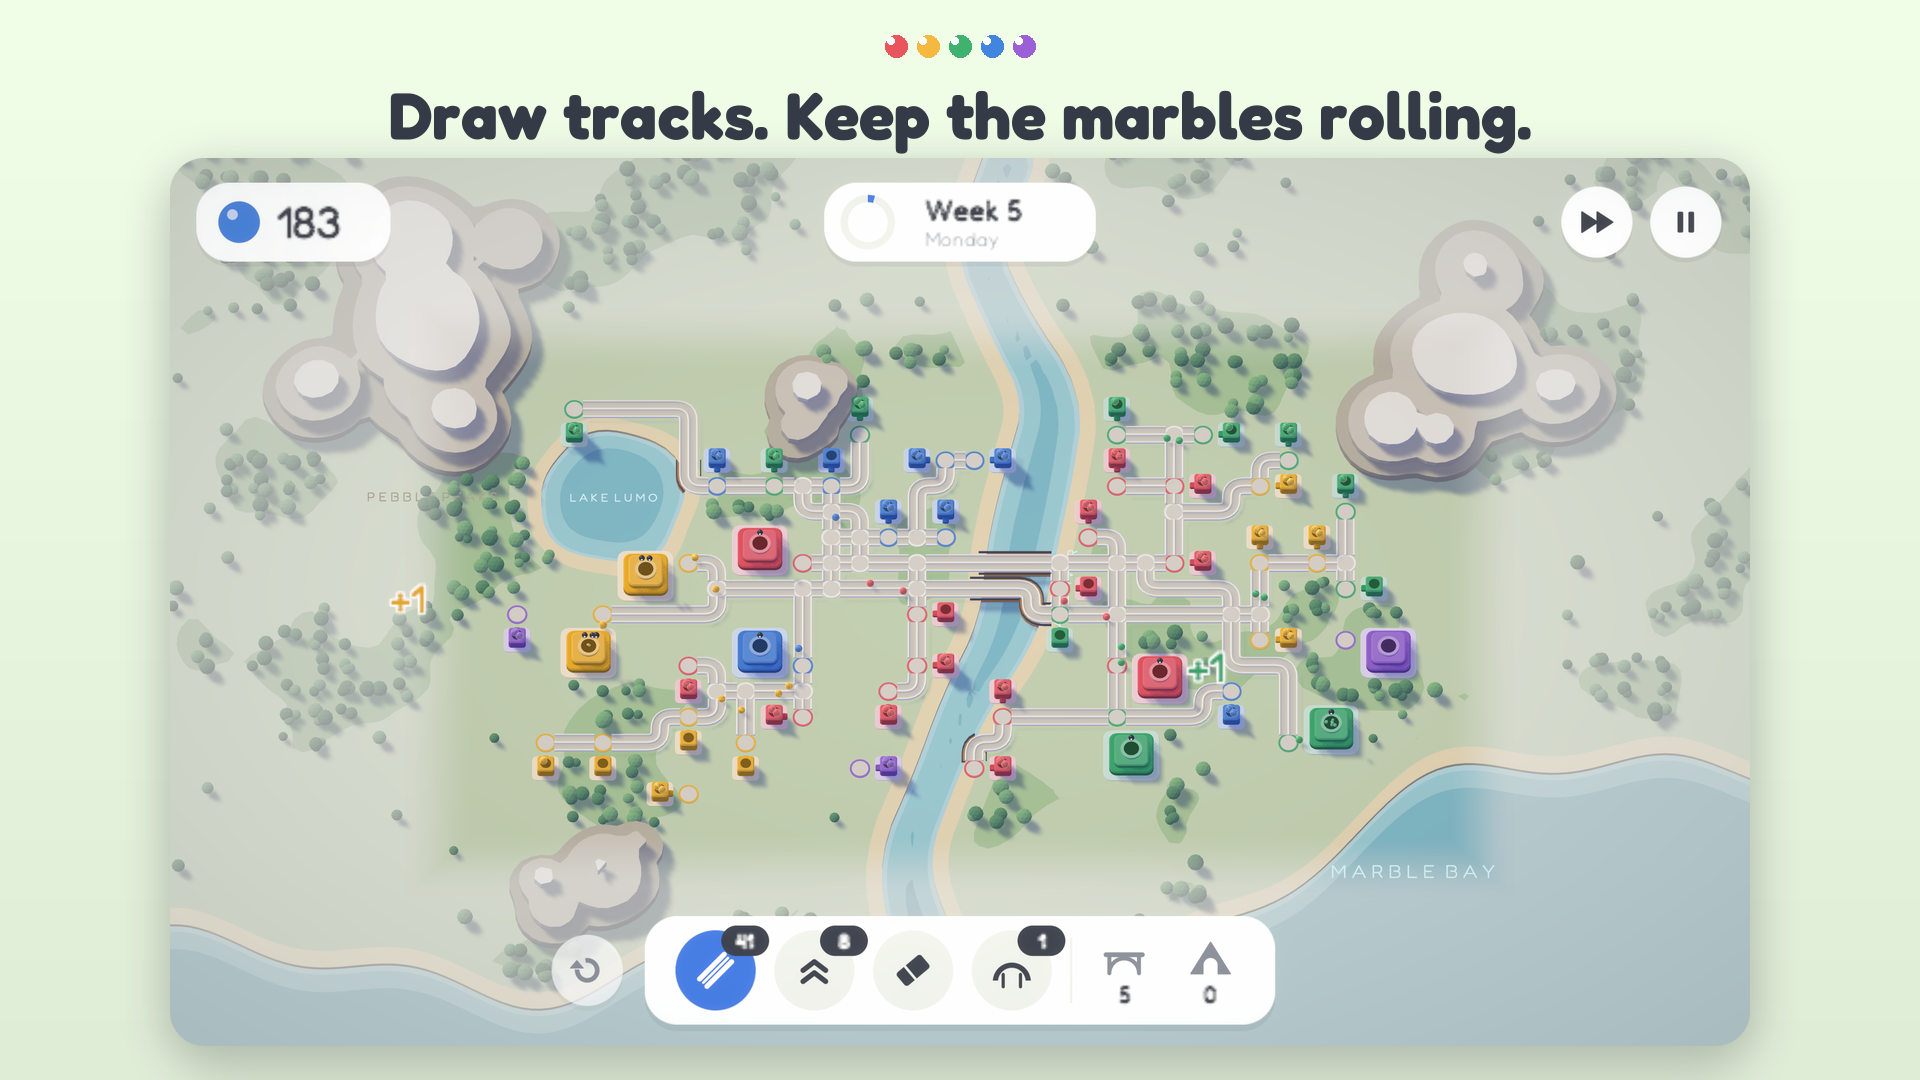 Draw tracks. Keep the marbles rolling.
183
Week 5
Monday
LAKE LUMO
+1
+1
MARBLE BAY
41
8
1
5
0